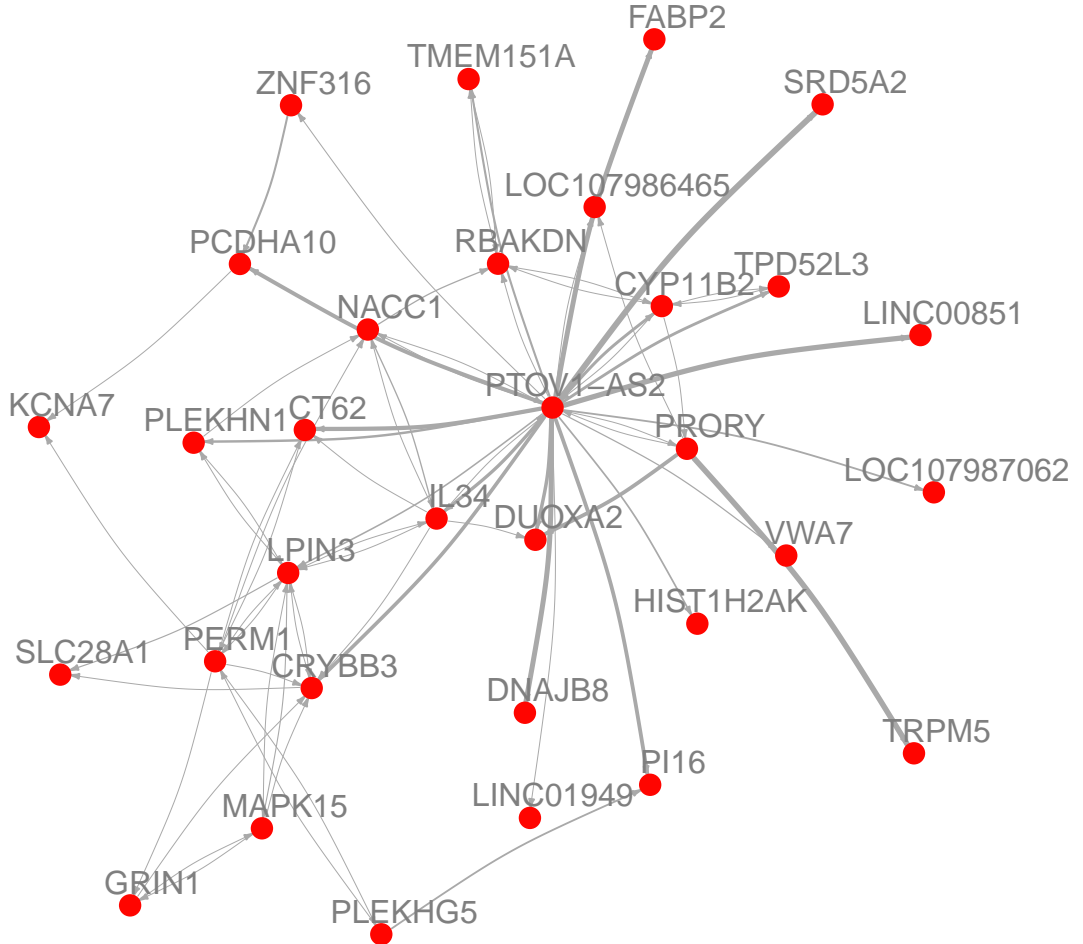 FABP2
TMEM151A
ZNF316
SRD5A2
LOC107986465
PCDHA10
RBAKDN
CYP11B2
TPD52L3
NACC1
LINC00851
PTOV1−AS2
KCNA7
PLEKHN1
CT62
PRORY
LOC107987062
IL34
DUOXA2
VWA7
LPIN3
HIST1H2AK
SLC28A1
PERM1
CRYBB3
DNAJB8
TRPM5
PI16
LINC01949
MAPK15
GRIN1
PLEKHG5